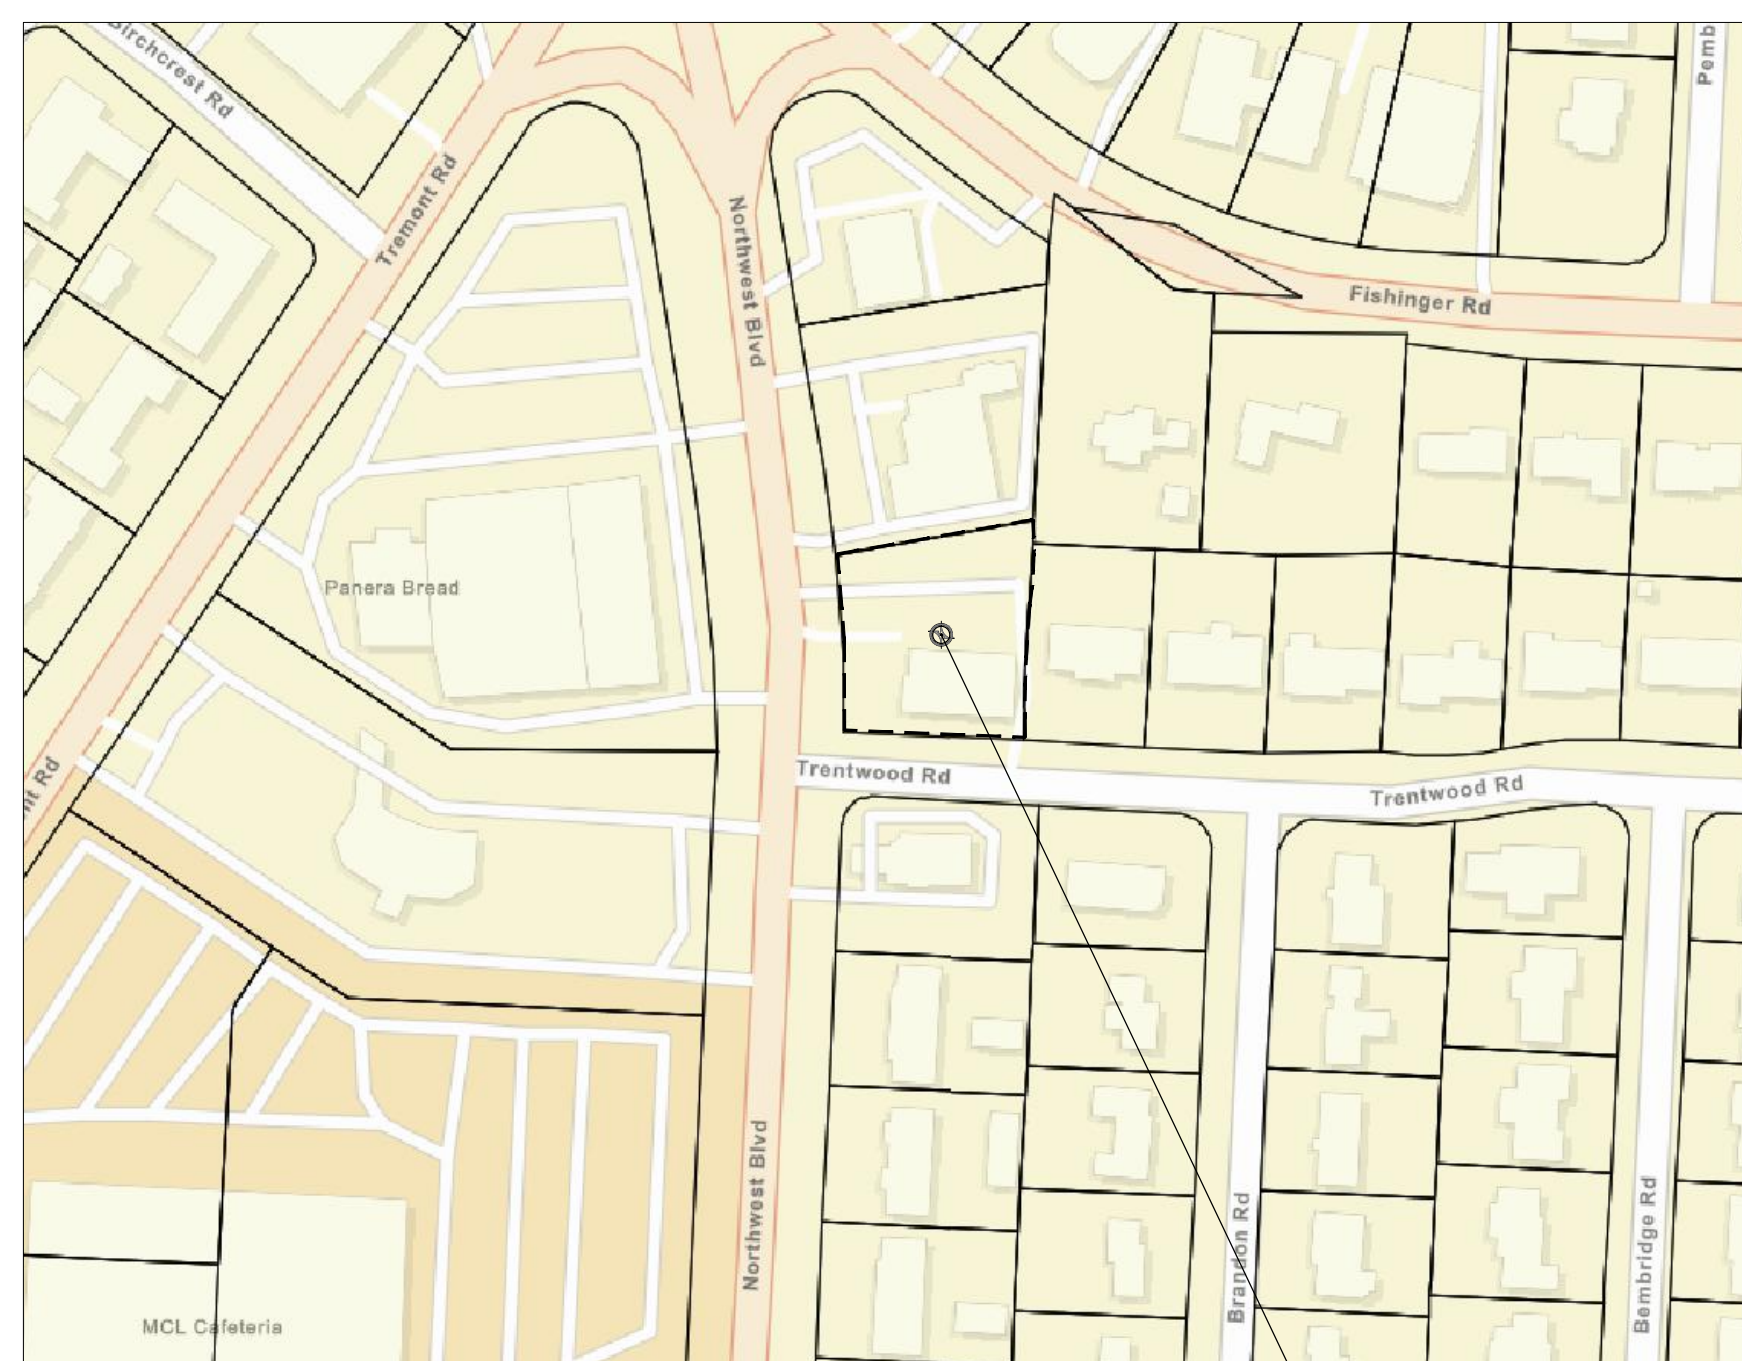 Birchcrest Rd
Pemb
Tremont Rd
Northwest Blvd
Fishinger Rd
Panera Bread
nt Rd
Trentwood Rd
Trentwood Rd
Northwest Blvd
Brandon Rd
Bembridge Rd
MCL Cafeteria